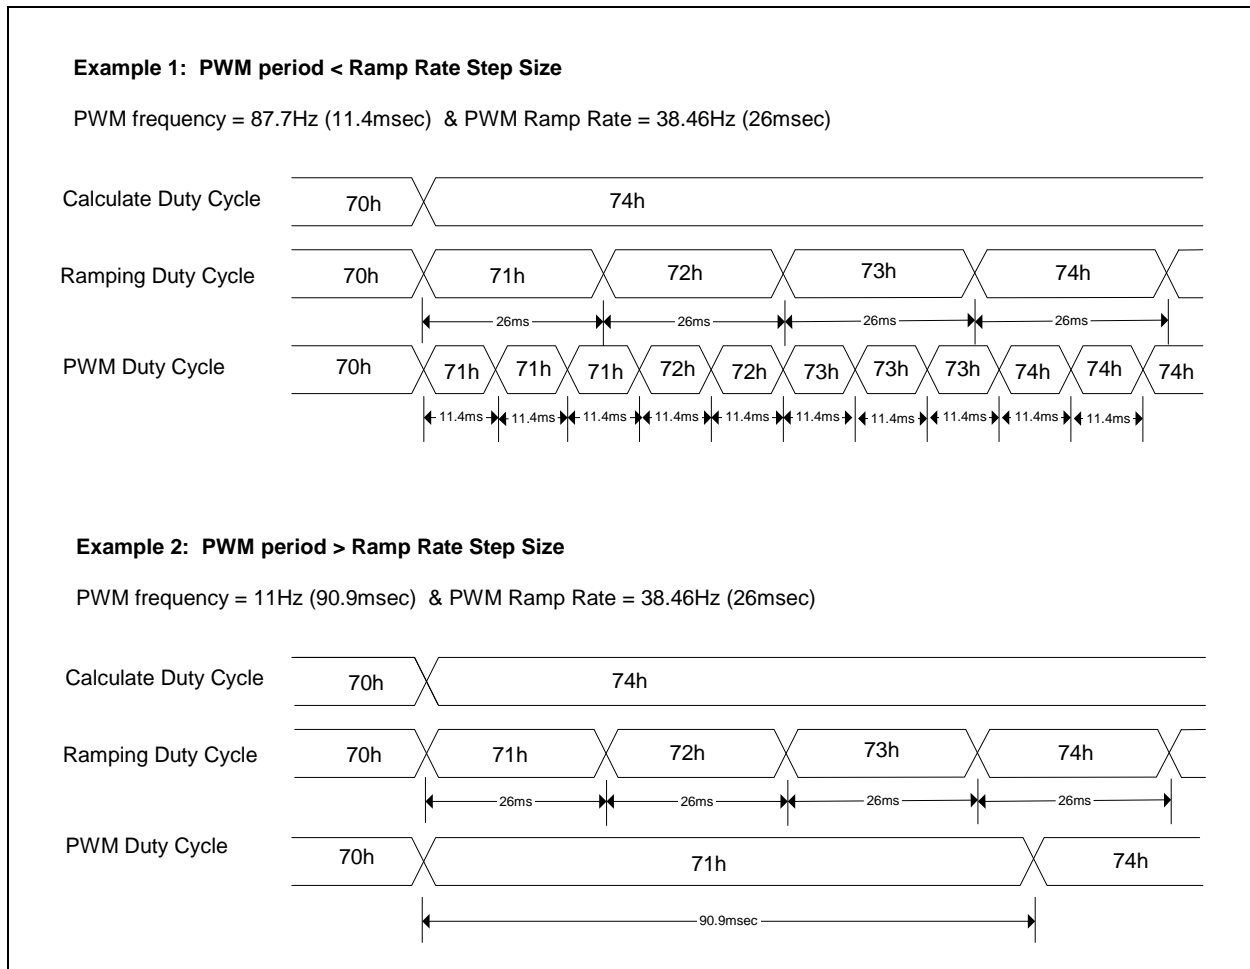 Example 1:  PWM period < Ramp Rate Step Size
PWM frequency = 87.7Hz (11.4msec)  & PWM Ramp Rate = 38.46Hz (26msec)
Calculate Duty Cycle 70h 74h
Ramping Duty Cycle 70h 71h 72h 73h 74h
26ms 26ms 26ms 26ms
PWM Duty Cycle 70h 71h 71h 71h 72h 72h 73h 73h 73h 74h 74h 74h
11.4ms 11.4ms 11.4ms 11.4ms 11.4ms 11.4ms 11.4ms 11.4ms 11.4ms 11.4ms
Example 2:  PWM period > Ramp Rate Step Size
PWM frequency = 11Hz (90.9msec)  & PWM Ramp Rate = 38.46Hz (26msec)
Calculate Duty Cycle 70h 74h
Ramping Duty Cycle 70h 71h 72h 73h 74h
26ms 26ms 26ms 26ms
PWM Duty Cycle 70h 71h 74h
90.9msec